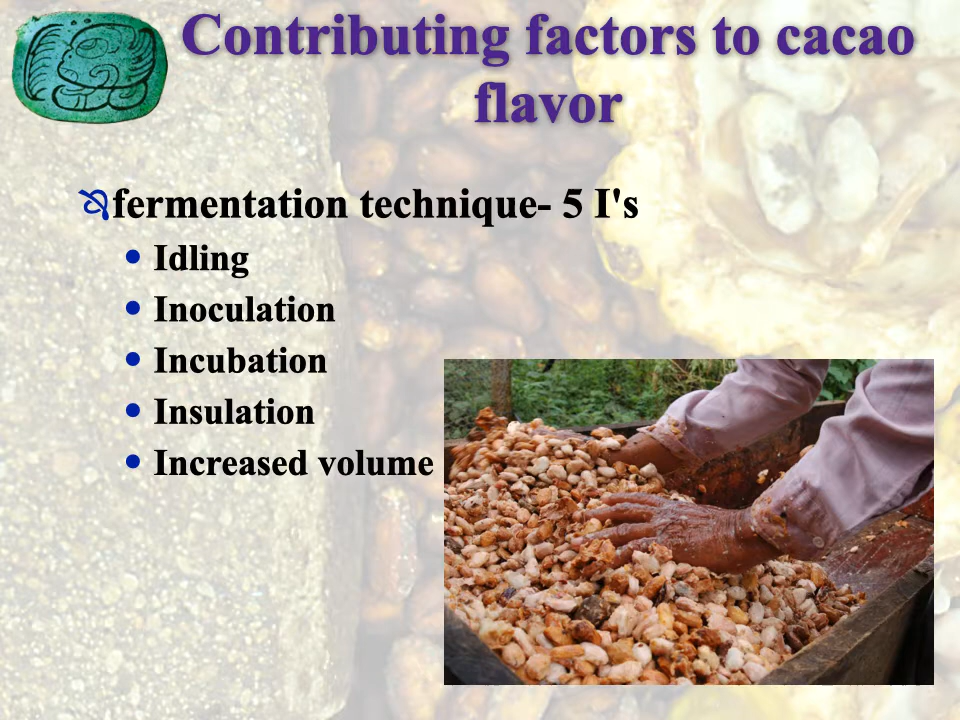 Contributing factors to cacao
flavor
fermentation technique- 5 I's
Idling
Inoculation
Incubation
Insulation
Increased volume